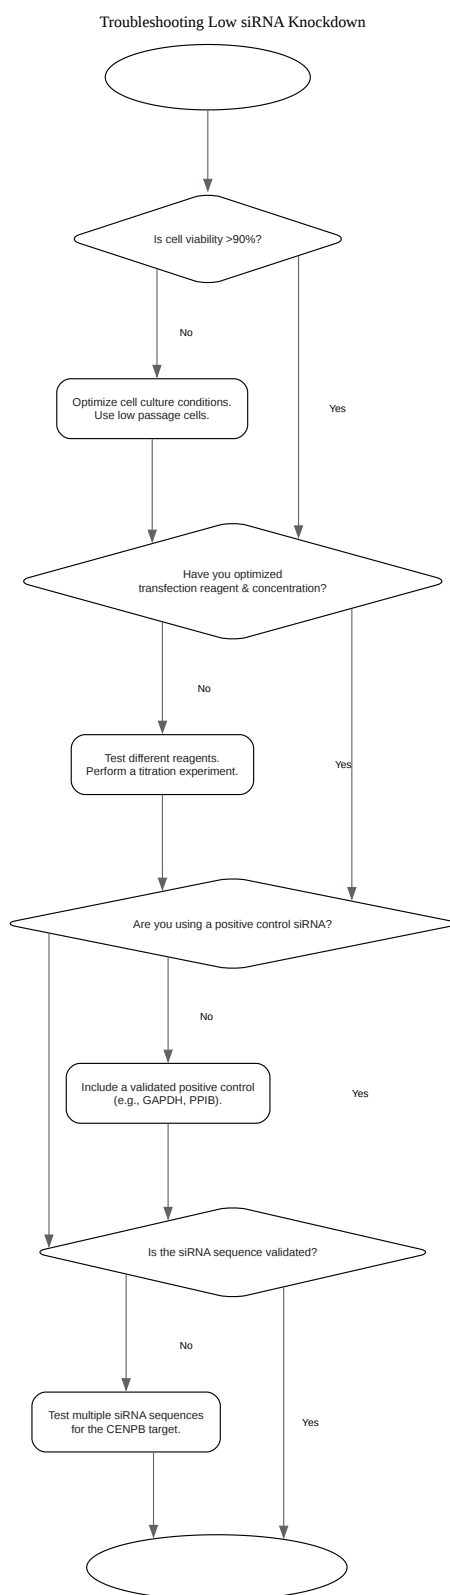 Troubleshooting Low siRNA Knockdown
Is cell viability >90%?
No
Optimize cell culture conditions.
Use low passage cells.
Yes
Have you optimized
transfection reagent & concentration?
No
Test different reagents.
Perform a titration experiment.
Yes
Are you using a positive control siRNA?
No
Include a validated positive control
(e.g., GAPDH, PPIB).
Yes
Is the siRNA sequence validated?
No
Test multiple siRNA sequences
for the CENPB target.
Yes